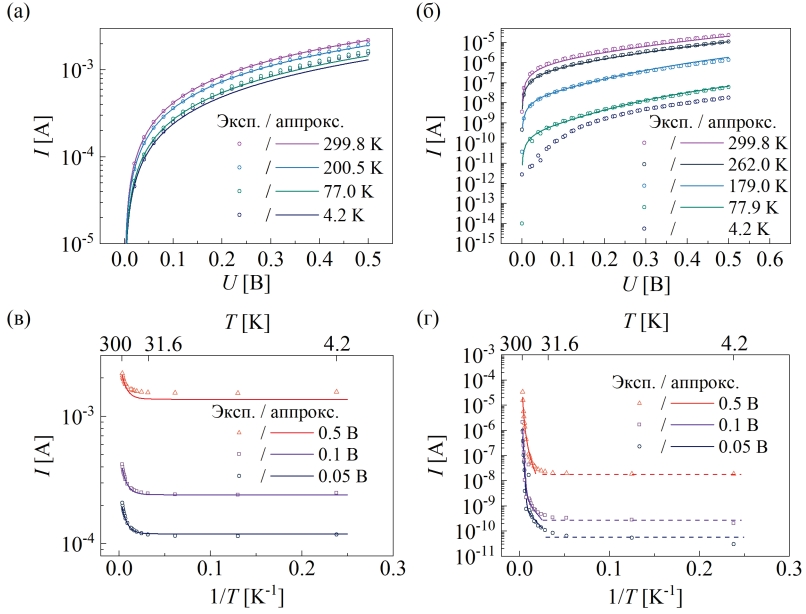 (а)
I [А]
10⁻³
10⁻⁴
10⁻⁵
Эксп. / аппрокс.
/ 299.8 K
/ 200.5 K
/ 77.0 K
/ 4.2 K
0.0 0.1 0.2 0.3 0.4 0.5
U [В]
(б)
I [А]
10⁻⁵
10⁻⁶
10⁻⁷
10⁻⁸
10⁻⁹
10⁻¹⁰
10⁻¹¹
10⁻¹²
10⁻¹³
10⁻¹⁴
10⁻¹⁵
Эксп. / аппрокс.
/ 299.8 K
/ 262.0 K
/ 179.0 K
/ 77.9 K
/ 4.2 K
0.0 0.2 0.4 0.6
U [В]
(в)
T [K]
300 31.6 4.2
I [А]
10⁻³
10⁻⁴
Эксп. / аппрокс.
/ 0.5 В
/ 0.1 В
/ 0.05 В
0.0 0.1 0.2 0.3
1/T [K⁻¹]
(г)
T [K]
300 31.6 4.2
I [А]
10⁻³
10⁻⁴
10⁻⁵
10⁻⁶
10⁻⁷
10⁻⁸
10⁻⁹
10⁻¹⁰
10⁻¹¹
Эксп. / аппрокс.
/ 0.5 В
/ 0.1 В
/ 0.05 В
0.0 0.1 0.2 0.3
1/T [K⁻¹]